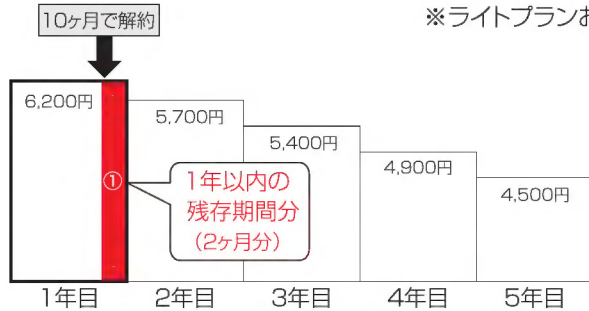 10ヶ月で解約
※ライトプランお
6,200円
5,700円
5,400円
4,900円
4,500円
①
1年以内の
残存期間分
（2ヶ月分）
1年目
2年目
3年目
4年目
5年目